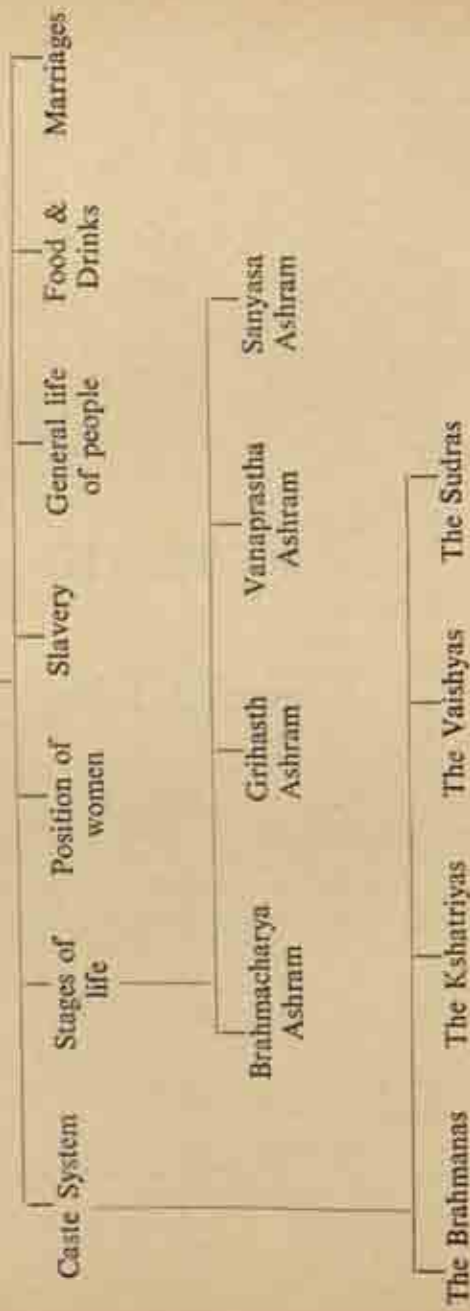 Caste System
Stages of
life
Position of
women
Slavery
General life
of people
Food &
Drinks
Marriages
Brahmacharya
Ashram
Grihasth
Ashram
Vanaprastha
Ashram
Sanyasa
Ashram
The Brahmanas
The Kshatriyas
The Vaishyas
The Sudras